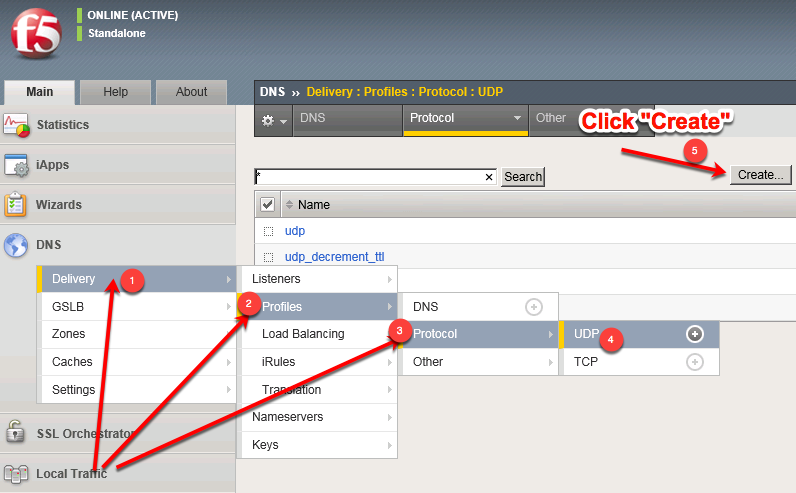 f5
ONLINE (ACTIVE)
Standalone
Main
Help
About
DNS ›› Delivery : Profiles : Protocol : UDP
DNS
Protocol
Other
Click "Create"
5
*
×
Search
Create...
Name
udp
udp_decrement_ttl
Statistics
iApps
Wizards
DNS
Delivery 1
GSLB
Zones
Caches
Settings
Listeners
2 Profiles
Load Balancing
iRules
Translation
Nameservers
Keys
DNS
3 Protocol
Other
UDP 4
TCP
SSL Orchestrator
Local Traffic